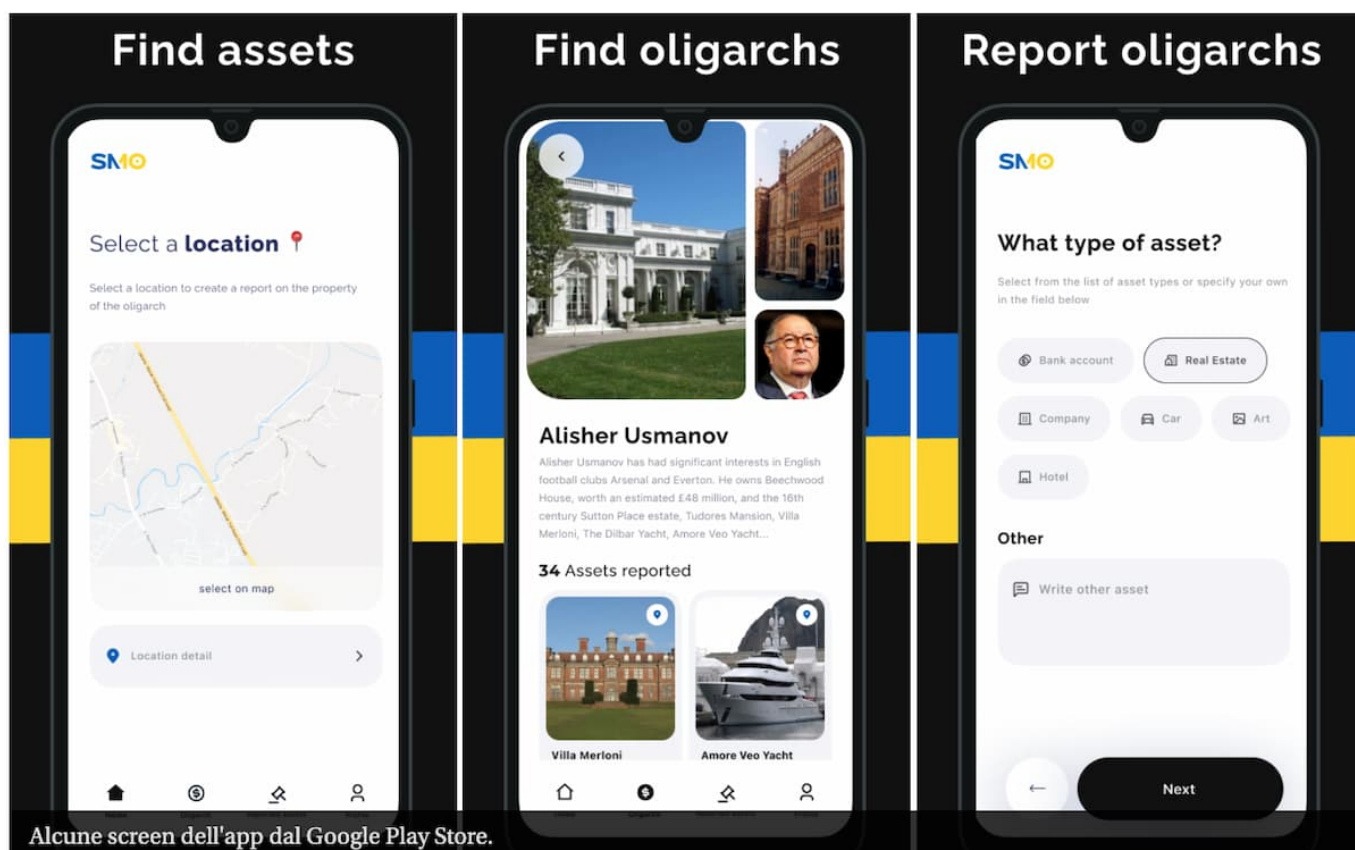 Find assets
SMO
Select a location
Select a location to create a report on the property
of the oligarch
select on map
Location detail
Find oligarchs
Alisher Usmanov
Alisher Usmanov has had significant interests in English
football clubs Arsenal and Everton. He owns Beechwood
House, worth an estimated £48 million, and the 16th
century Sutton Place estate, Tudores Mansion, Villa
Merloni, The Dilbar Yacht, Amore Veo Yacht...
34 Assets reported
Villa Merloni
Amore Veo Yacht
Report oligarchs
SMO
What type of asset?
Select from the list of asset types or specify your own
in the field below
Bank account
Real Estate
Company
Car
Art
Hotel
Other
Write other asset
Next
Alcune screen dell'app dal Google Play Store.